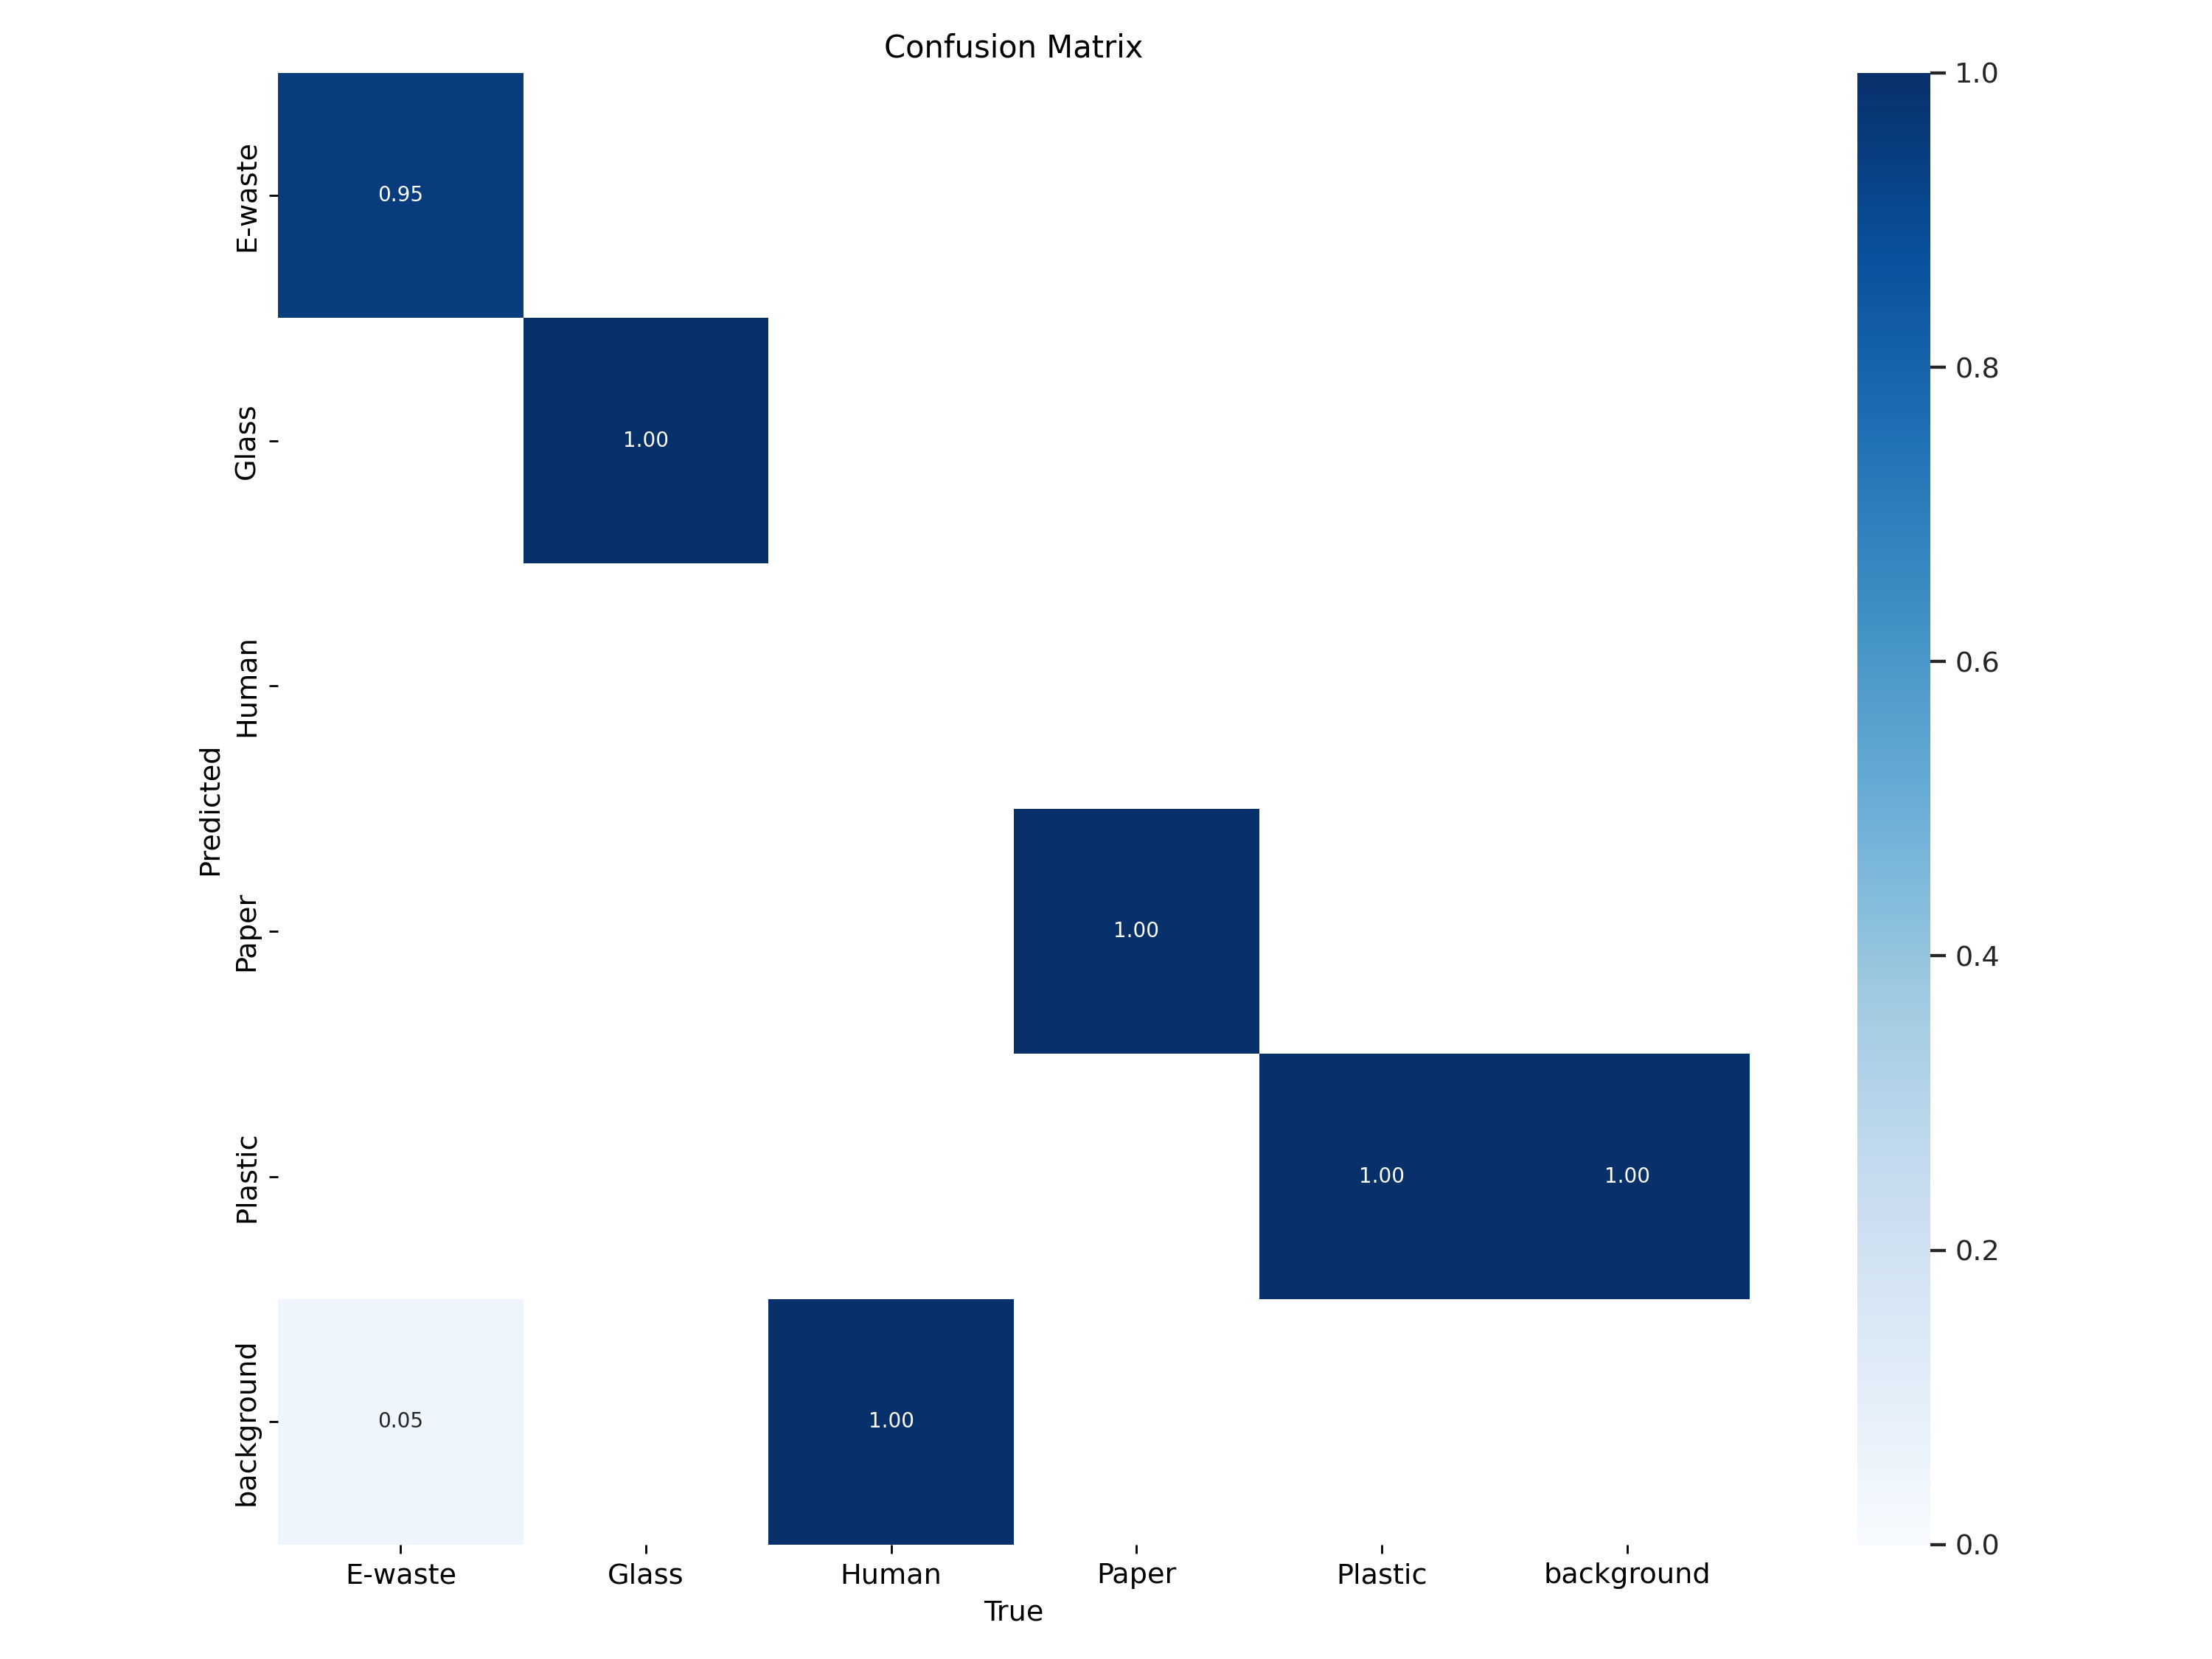 Confusion Matrix
1.0
E-waste
0.95
0.8
Glass
1.00
0.6
Human
Predicted
Paper
1.00
0.4
Plastic
1.00
1.00
0.2
background
0.05
1.00
0.0
E-waste
Glass
Human
Paper
Plastic
background
True